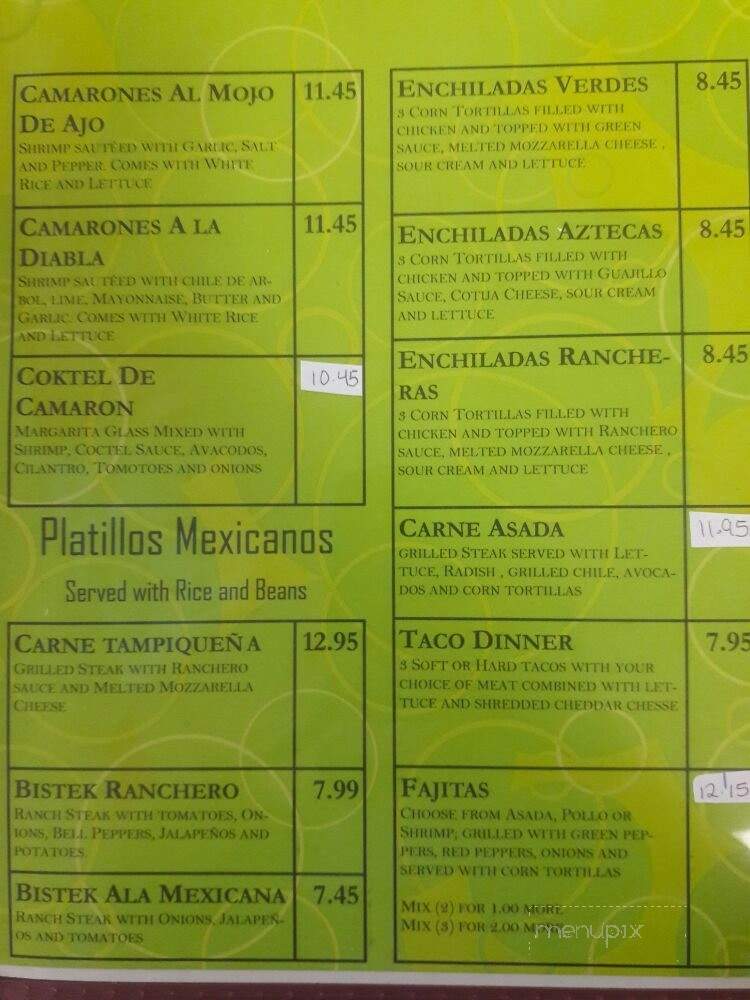 CAMARONES AL MOJO 11.45
DE AJO
SHRIMP SAUTÉED WITH GARLIC, SALT
AND PEPPER. COMES WITH WHITE
RICE AND LETTUCE
CAMARONES A LA 11.45
DIABLA
SHRIMP SAUTÉED WITH CHILE DE AR-
BOL, LIME, MAYONNAISE, BUTTER AND
GARLIC. COMES WITH WHITE RICE
AND LETTUCE
COKTEL DE 10.45
CAMARON
MARGARITA GLASS MIXED WITH
SHRIMP, COCTEL SAUCE, AVACODOS,
CILANTRO, TOMOTOES AND ONIONS
Platillos Mexicanos
Served with Rice and Beans
CARNE TAMPIQUEÑA 12.95
GRILLED STEAK WITH RANCHERO
SAUCE AND MELTED MOZZARELLA
CHEESE
BISTEK RANCHERO 7.99
RANCH STEAK WITH TOMATOES, ON-
IONS, BELL PEPPERS, JALAPEÑOS AND
POTATOES.
BISTEK ALA MEXICANA 7.45
RANCH STEAK WITH ONIONS, JALAPEÑ-
OS AND TOMATOES
ENCHILADAS VERDES 8.45
3 CORN TORTILLAS FILLED WITH
CHICKEN AND TOPPED WITH GREEN
SAUCE, MELTED MOZZARELLA CHEESE ,
SOUR CREAM AND LETTUCE
ENCHILADAS AZTECAS 8.45
3 CORN TORTILLAS FILLED WITH
CHICKEN AND TOPPED WITH GUAJILLO
SAUCE, COTIJA CHEESE, SOUR CREAM
AND LETTUCE
ENCHILADAS RANCHE- 8.45
RAS
3 CORN TORTILLAS FILLED WITH
CHICKEN AND TOPPED WITH RANCHERO
SAUCE, MELTED MOZZARELLA CHEESE ,
SOUR CREAM AND LETTUCE
CARNE ASADA 11.95
GRILLED STEAK SERVED WITH LET-
TUCE, RADISH , GRILLED CHILE, AVOCA-
DOS AND CORN TORTILLAS
TACO DINNER 7.95
3 SOFT OR HARD TACOS WITH YOUR
CHOICE OF MEAT COMBINED WITH LET-
TUCE AND SHREDDED CHEDDAR CHESSE
FAJITAS 12.15
CHOOSE FROM ASADA, POLLO OR
SHRIMP; GRILLED WITH GREEN PEP-
PERS, RED PEPPERS, ONIONS AND
SERVED WITH CORN TORTILLAS
MIX (2) FOR 1.00 MORE
MIX (3) FOR 2.00 MORE
menupix